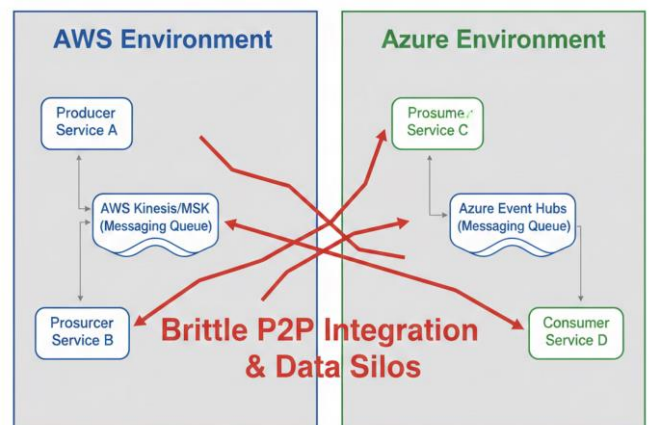 AWS Environment
Azure Environment
Producer
Service A
AWS Kinesis/MSK
(Messaging Queue)
Prosurcer
Service B
Prosumer
Service C
Azure Event Hubs
(Messaging Queue)
Consumer
Service D
Brittle P2P Integration
& Data Silos